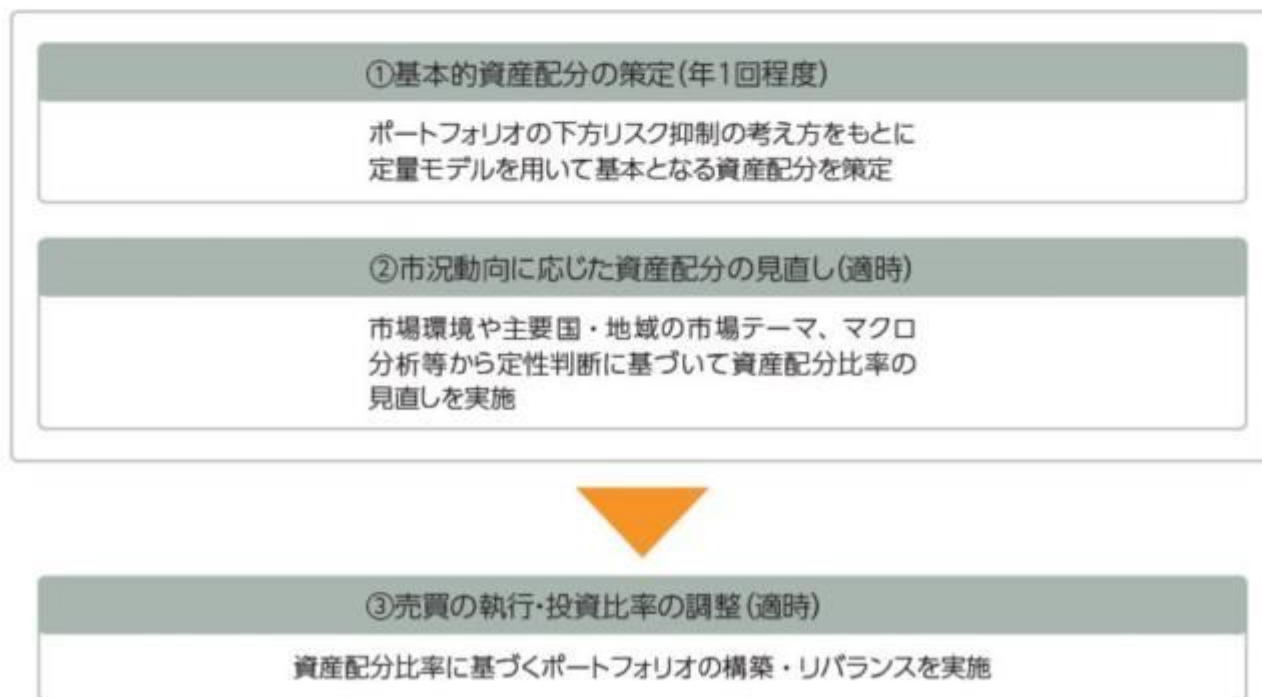 ①基本的資産配分の策定(年1回程度)
ポートフォリオの下方リスク抑制の考え方をもとに
定量モデルを用いて基本となる資産配分を策定
②市況動向に応じた資産配分の見直し(適時)
市場環境や主要国・地域の市場テーマ、マクロ
分析等から定性判断に基づいて資産配分比率の
見直しを実施
③売買の執行・投資比率の調整(適時)
資産配分比率に基づくポートフォリオの構築・リバランスを実施